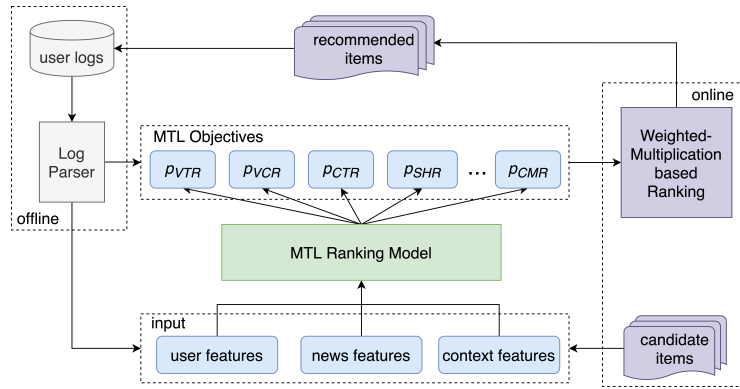 user logs
recommended
items
online
MTL Objectives
Log
Parser
pVTR
pVCR
pCTR
pSHR
...
pCMR
Weighted-
Multiplication
based
Ranking
offline
MTL Ranking Model
input
user features
news features
context features
candidate
items